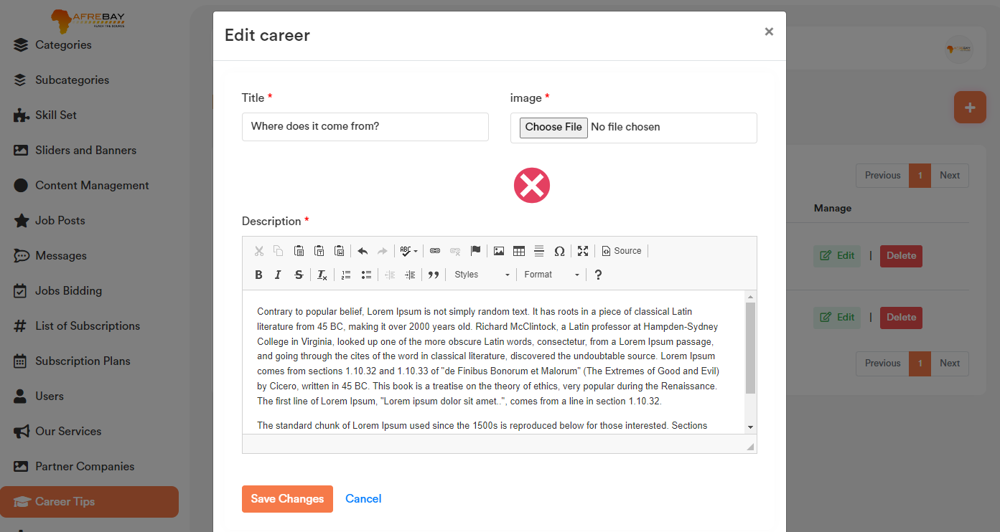 AFREBAY
REACH THE SOURCE
Categories
Subcategories
Skill Set
Sliders and Banners
Content Management
Job Posts
Messages
Jobs Bidding
List of Subscriptions
Subscription Plans
Users
Our Services
Partner Companies
Career Tips
Edit career
×
Title *
image *
Where does it come from?
Choose File No file chosen
Description *
ABC
Source
B I S Tx
Styles
Format
?
Contrary to popular belief, Lorem Ipsum is not simply random text. It has roots in a piece of classical Latin
literature from 45 BC, making it over 2000 years old. Richard McClintock, a Latin professor at Hampden-Sydney
College in Virginia, looked up one of the more obscure Latin words, consectetur, from a Lorem Ipsum passage,
and going through the cites of the word in classical literature, discovered the undoubtable source. Lorem Ipsum
comes from sections 1.10.32 and 1.10.33 of "de Finibus Bonorum et Malorum" (The Extremes of Good and Evil)
by Cicero, written in 45 BC. This book is a treatise on the theory of ethics, very popular during the Renaissance.
The first line of Lorem Ipsum, "Lorem ipsum dolor sit amet..", comes from a line in section 1.10.32.
The standard chunk of Lorem Ipsum used since the 1500s is reproduced below for those interested. Sections
Save Changes
Cancel
+
Previous 1 Next
Manage
Edit | Delete
Edit | Delete
Previous 1 Next